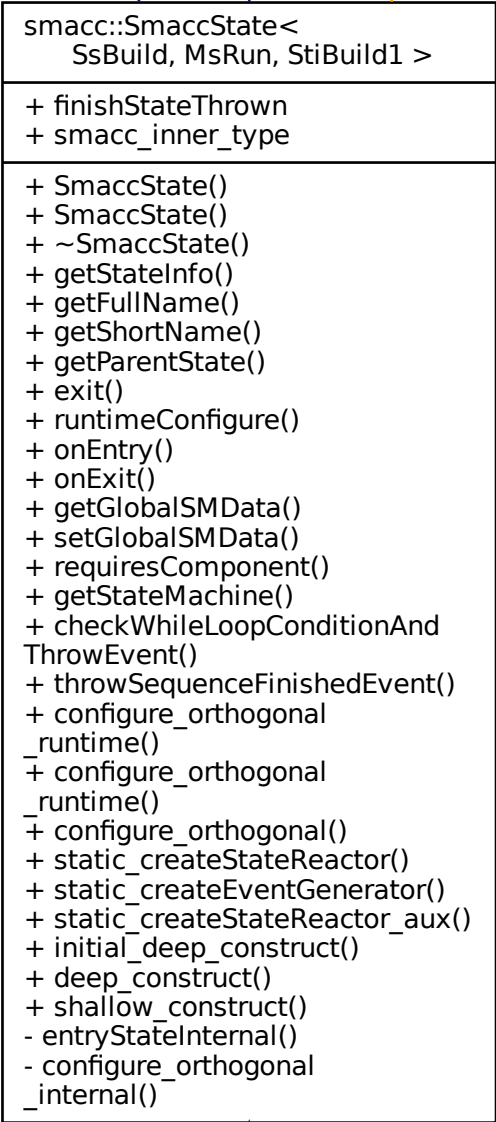 smacc::SmaccState<
SsBuild, MsRun, StiBuild1 >
+ finishStateThrown
+ smacc_inner_type
+ SmaccState()
+ SmaccState()
+ ~SmaccState()
+ getStateInfo()
+ getFullName()
+ getShortName()
+ getParentState()
+ exit()
+ runtimeConfigure()
+ onEntry()
+ onExit()
+ getGlobalSMData()
+ setGlobalSMData()
+ requiresComponent()
+ getStateMachine()
+ checkWhileLoopConditionAnd
ThrowEvent()
+ throwSequenceFinishedEvent()
+ configure_orthogonal
_runtime()
+ configure_orthogonal
_runtime()
+ configure_orthogonal()
+ static_createStateReactor()
+ static_createEventGenerator()
+ static_createStateReactor_aux()
+ initial_deep_construct()
+ deep_construct()
+ shallow_construct()
- entryStateInternal()
- configure_orthogonal
_internal()